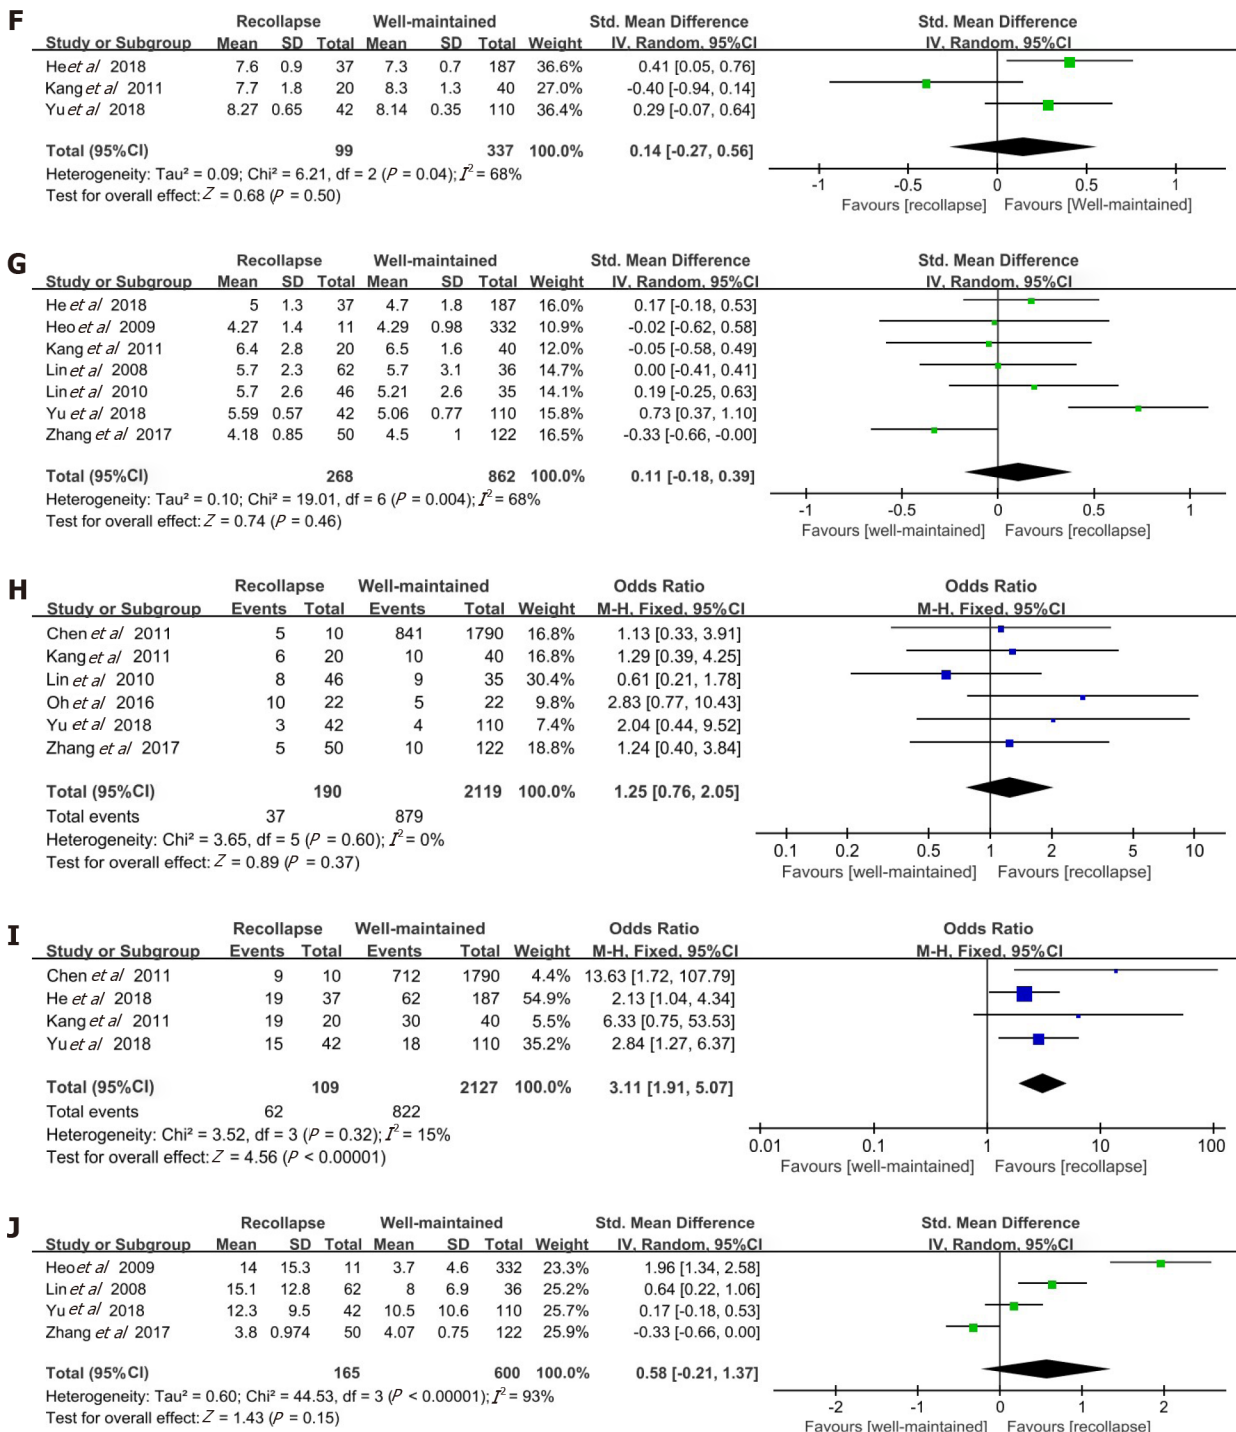 F
Recollapse Well-maintained Std. Mean Difference Std. Mean Difference
Study or Subgroup Mean SD Total Mean SD Total Weight IV, Random, 95%CI IV, Random, 95%CI
He et al 2018 7.6 0.9 37 7.3 0.7 187 36.6% 0.41 [0.05, 0.76]
Kang et al 2011 7.7 1.8 20 8.3 1.3 40 27.0% -0.40 [-0.94, 0.14]
Yu et al 2018 8.27 0.65 42 8.14 0.35 110 36.4% 0.29 [-0.07, 0.64]
Total (95%CI) 99 337 100.0% 0.14 [-0.27, 0.56]
Heterogeneity: Tau² = 0.09; Chi² = 6.21, df = 2 (P = 0.04); I² = 68%
Test for overall effect: Z = 0.68 (P = 0.50)
-1 -0.5 0 0.5 1
Favours [recollapse] Favours [Well-maintained]
G
Recollapse Well-maintained Std. Mean Difference Std. Mean Difference
Study or Subgroup Mean SD Total Mean SD Total Weight IV, Random, 95%CI IV, Random, 95%CI
He et al 2018 5 1.3 37 4.7 1.8 187 16.0% 0.17 [-0.18, 0.53]
Heo et al 2009 4.27 1.4 11 4.29 0.98 332 10.9% -0.02 [-0.62, 0.58]
Kang et al 2011 6.4 2.8 20 6.5 1.6 40 12.0% -0.05 [-0.58, 0.49]
Lin et al 2008 5.7 2.3 62 5.7 3.1 36 14.7% 0.00 [-0.41, 0.41]
Lin et al 2010 5.7 2.6 46 5.21 2.6 35 14.1% 0.19 [-0.25, 0.63]
Yu et al 2018 5.59 0.57 42 5.06 0.77 110 15.8% 0.73 [0.37, 1.10]
Zhang et al 2017 4.18 0.85 50 4.5 1 122 16.5% -0.33 [-0.66, -0.00]
Total (95%CI) 268 862 100.0% 0.11 [-0.18, 0.39]
Heterogeneity: Tau² = 0.10; Chi² = 19.01, df = 6 (P = 0.004); I² = 68%
Test for overall effect: Z = 0.74 (P = 0.46)
-1 -0.5 0 0.5 1
Favours [well-maintained] Favours [recollapse]
H
Recollapse Well-maintained Odds Ratio Odds Ratio
Study or Subgroup Events Total Events Total Weight M-H, Fixed, 95%CI M-H, Fixed, 95%CI
Chen et al 2011 5 10 841 1790 16.8% 1.13 [0.33, 3.91]
Kang et al 2011 6 20 10 40 16.8% 1.29 [0.39, 4.25]
Lin et al 2010 8 46 9 35 30.4% 0.61 [0.21, 1.78]
Oh et al 2016 10 22 5 22 9.8% 2.83 [0.77, 10.43]
Yu et al 2018 3 42 4 110 7.4% 2.04 [0.44, 9.52]
Zhang et al 2017 5 50 10 122 18.8% 1.24 [0.40, 3.84]
Total (95%CI) 190 2119 100.0% 1.25 [0.76, 2.05]
Total events 37 879
Heterogeneity: Chi² = 3.65, df = 5 (P = 0.60); I² = 0%
Test for overall effect: Z = 0.89 (P = 0.37)
0.1 0.2 0.5 1 2 5 10
Favours [well-maintained] Favours [recollapse]
I
Recollapse Well-maintained Odds Ratio Odds Ratio
Study or Subgroup Events Total Events Total Weight M-H, Fixed, 95%CI M-H, Fixed, 95%CI
Chen et al 2011 9 10 712 1790 4.4% 13.63 [1.72, 107.79]
He et al 2018 19 37 62 187 54.9% 2.13 [1.04, 4.34]
Kang et al 2011 19 20 30 40 5.5% 6.33 [0.75, 53.53]
Yu et al 2018 15 42 18 110 35.2% 2.84 [1.27, 6.37]
Total (95%CI) 109 2127 100.0% 3.11 [1.91, 5.07]
Total events 62 822
Heterogeneity: Chi² = 3.52, df = 3 (P = 0.32); I² = 15%
Test for overall effect: Z = 4.56 (P < 0.00001)
0.01 0.1 1 10 100
Favours [well-maintained] Favours [recollapse]
J
Recollapse Well-maintained Std. Mean Difference Std. Mean Difference
Study or Subgroup Mean SD Total Mean SD Total Weight IV, Random, 95%CI IV, Random, 95%CI
Heo et al 2009 14 15.3 11 3.7 4.6 332 23.3% 1.96 [1.34, 2.58]
Lin et al 2008 15.1 12.8 62 8 6.9 36 25.2% 0.64 [0.22, 1.06]
Yu et al 2018 12.3 9.5 42 10.5 10.6 110 25.7% 0.17 [-0.18, 0.53]
Zhang et al 2017 3.8 0.974 50 4.07 0.75 122 25.9% -0.33 [-0.66, 0.00]
Total (95%CI) 165 600 100.0% 0.58 [-0.21, 1.37]
Heterogeneity: Tau² = 0.60; Chi² = 44.53, df = 3 (P < 0.00001); I² = 93%
Test for overall effect: Z = 1.43 (P = 0.15)
-2 -1 0 1 2
Favours [well-maintained] Favours [recollapse]